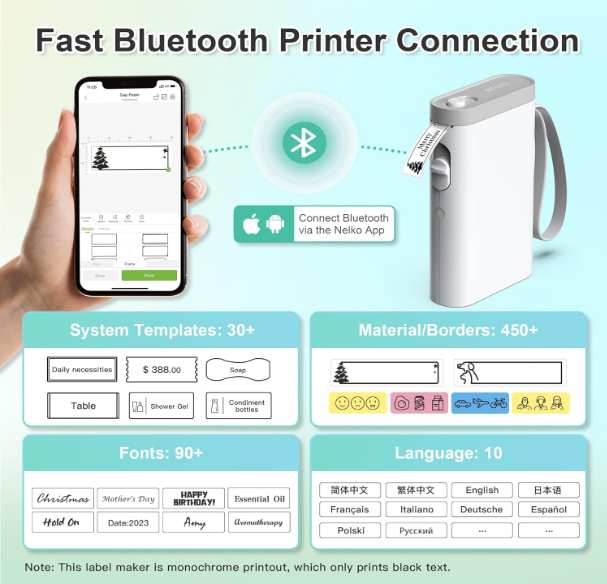 Fast Bluetooth Printer Connection
11:20
Gap Paper
Merry
Christmas
Connect Bluetooth
via the Nelko App
Frame
Print
System Templates: 30+
Daily necessities
$ 388.00
Soap
Table
Shower Gel
Condiment
bottles
Material/Borders: 450+
Fonts: 90+
Christmas
Mother's Day
HAPPY
BIRTHDAY!
Essential Oil
Hold On
Date:2023
Amy
Aromatherapy
Language: 10
简体中文
繁体中文
English
日本语
Français
Italiano
Deutsche
Español
Polski
Русский
...
...
Note: This label maker is monochrome printout, which only prints black text.